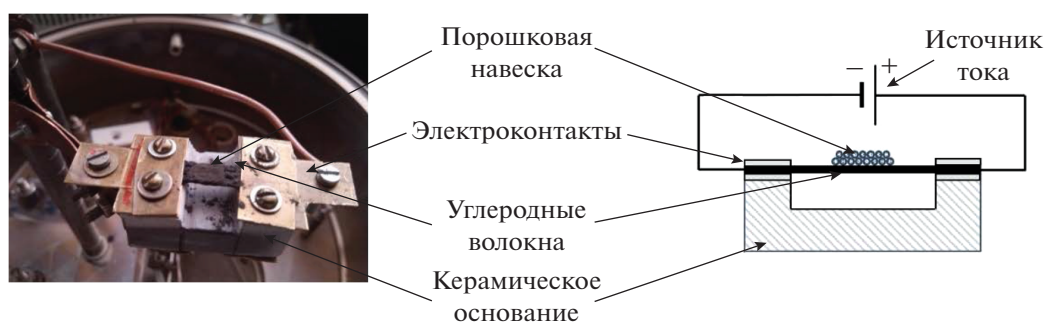 Порошковая
навеска
Источник
тока
− +
Электроконтакты
Углеродные
волокна
Керамическое
основание